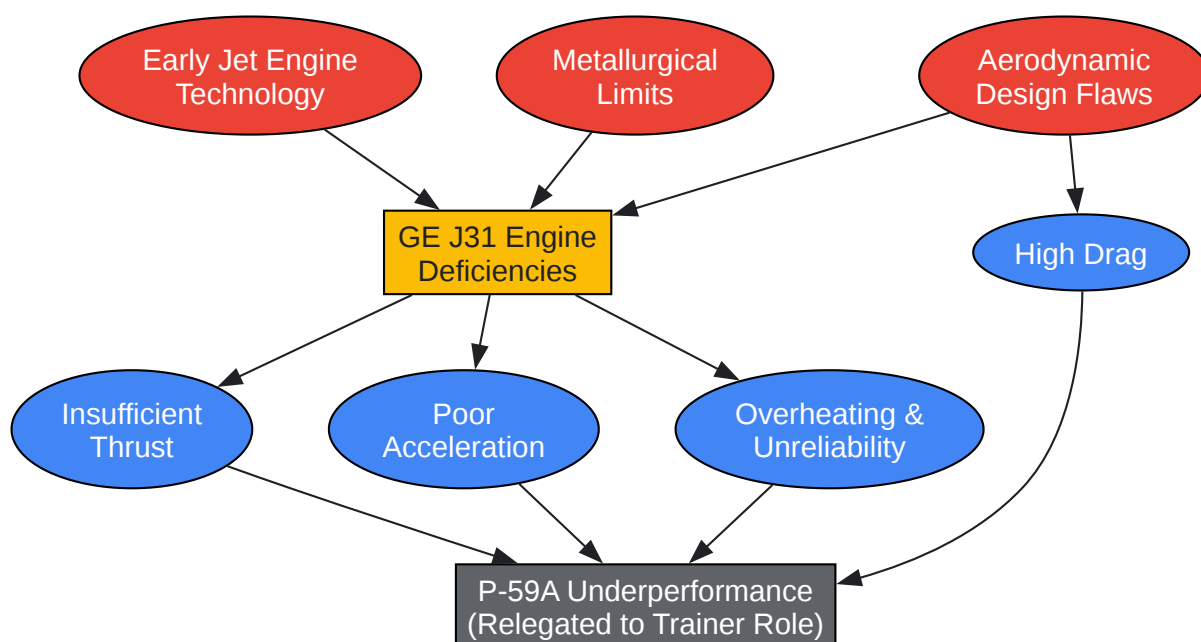 Early Jet Engine
Technology
Metallurgical
Limits
Aerodynamic
Design Flaws
GE J31 Engine
Deficiencies
High Drag
Insufficient
Thrust
Poor
Acceleration
Overheating &
Unreliability
P-59A Underperformance
(Relegated to Trainer Role)